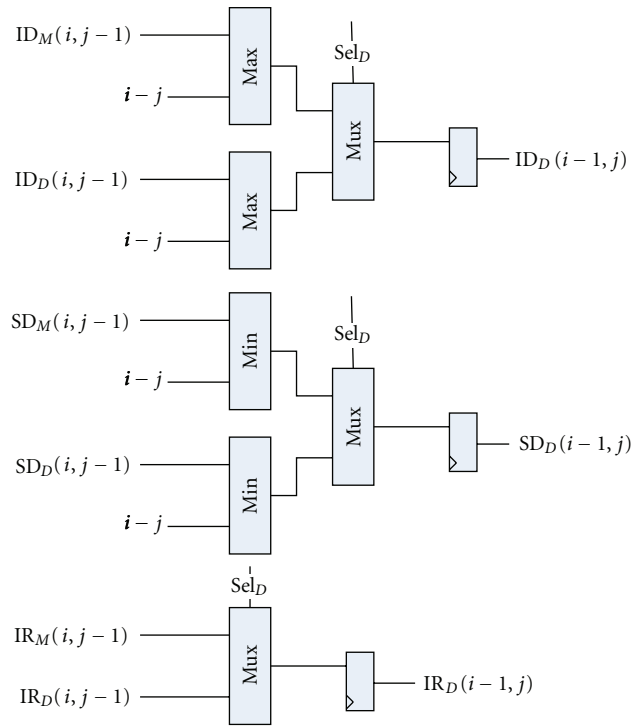 ID_M(i, j − 1)
i − j
Max
Sel_D
Mux
ID_D(i−1, j)
ID_D(i, j−1)
i − j
Max
SD_M(i, j−1)
i − j
Min
Sel_D
Mux
SD_D(i−1, j)
SD_D(i, j−1)
i − j
Min
Sel_D
IR_M(i, j−1)
Mux
IR_D(i−1, j)
IR_D(i, j−1)